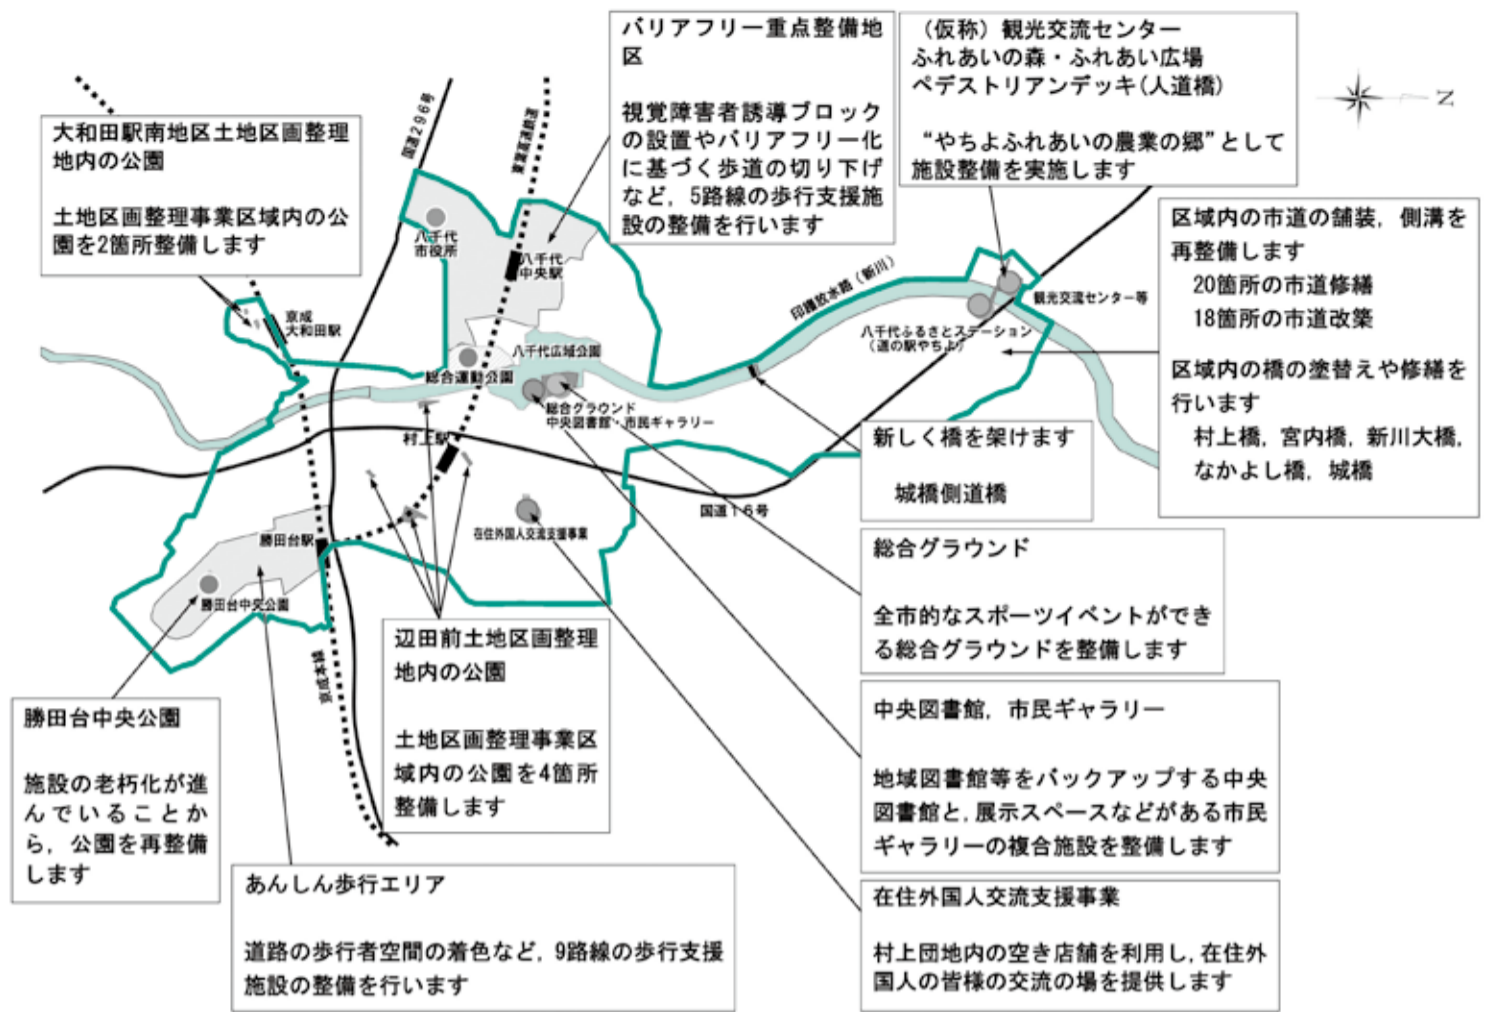 バリアフリー重点整備地
区
視覚障害者誘導ブロック
の設置やバリアフリー化
に基づく歩道の切り下げ
など，5路線の歩行支援施
設の整備を行います
（仮称）観光交流センター
ふれあいの森・ふれあい広場
ペデストリアンデッキ(人道橋)
“やちよふれあいの農業の郷”として
施設整備を実施します
N
大和田駅南地区土地区画整理
地内の公園
土地区画整理事業区域内の公
園を2箇所整備します
国道296号
東葉高速鉄道
区域内の市道の舗装，側溝を
再整備します
20箇所の市道修繕
18箇所の市道改築
区域内の橋の塗替えや修繕を
行います
村上橋，宮内橋，新川大橋，
なかよし橋，城橋
八千代
市役所
八千代
中央駅
印旛放水路（新川）
観光交流センター等
京成
大和田駅
八千代ふるさとステーション
（道の駅やちよ）
八千代広域公園
総合運動公園
総合グラウンド
中央図書館・市民ギャラリー
村上駅
新しく橋を架けます
城橋側道橋
国道16号
在住外国人交流支援事業
勝田台駅
勝田台中央公園
総合グラウンド
全市的なスポーツイベントができ
る総合グラウンドを整備します
辺田前土地区画整理
地内の公園
土地区画整理事業区
域内の公園を4箇所
整備します
京成本線
勝田台中央公園
施設の老朽化が進
んでいることか
ら，公園を再整備
します
中央図書館，市民ギャラリー
地域図書館等をバックアップする中央
図書館と，展示スペースなどがある市民
ギャラリーの複合施設を整備します
あんしん歩行エリア
道路の歩行者空間の着色など，9路線の歩行支援
施設の整備を行います
在住外国人交流支援事業
村上団地内の空き店舗を利用し，在住外
国人の皆様の交流の場を提供します